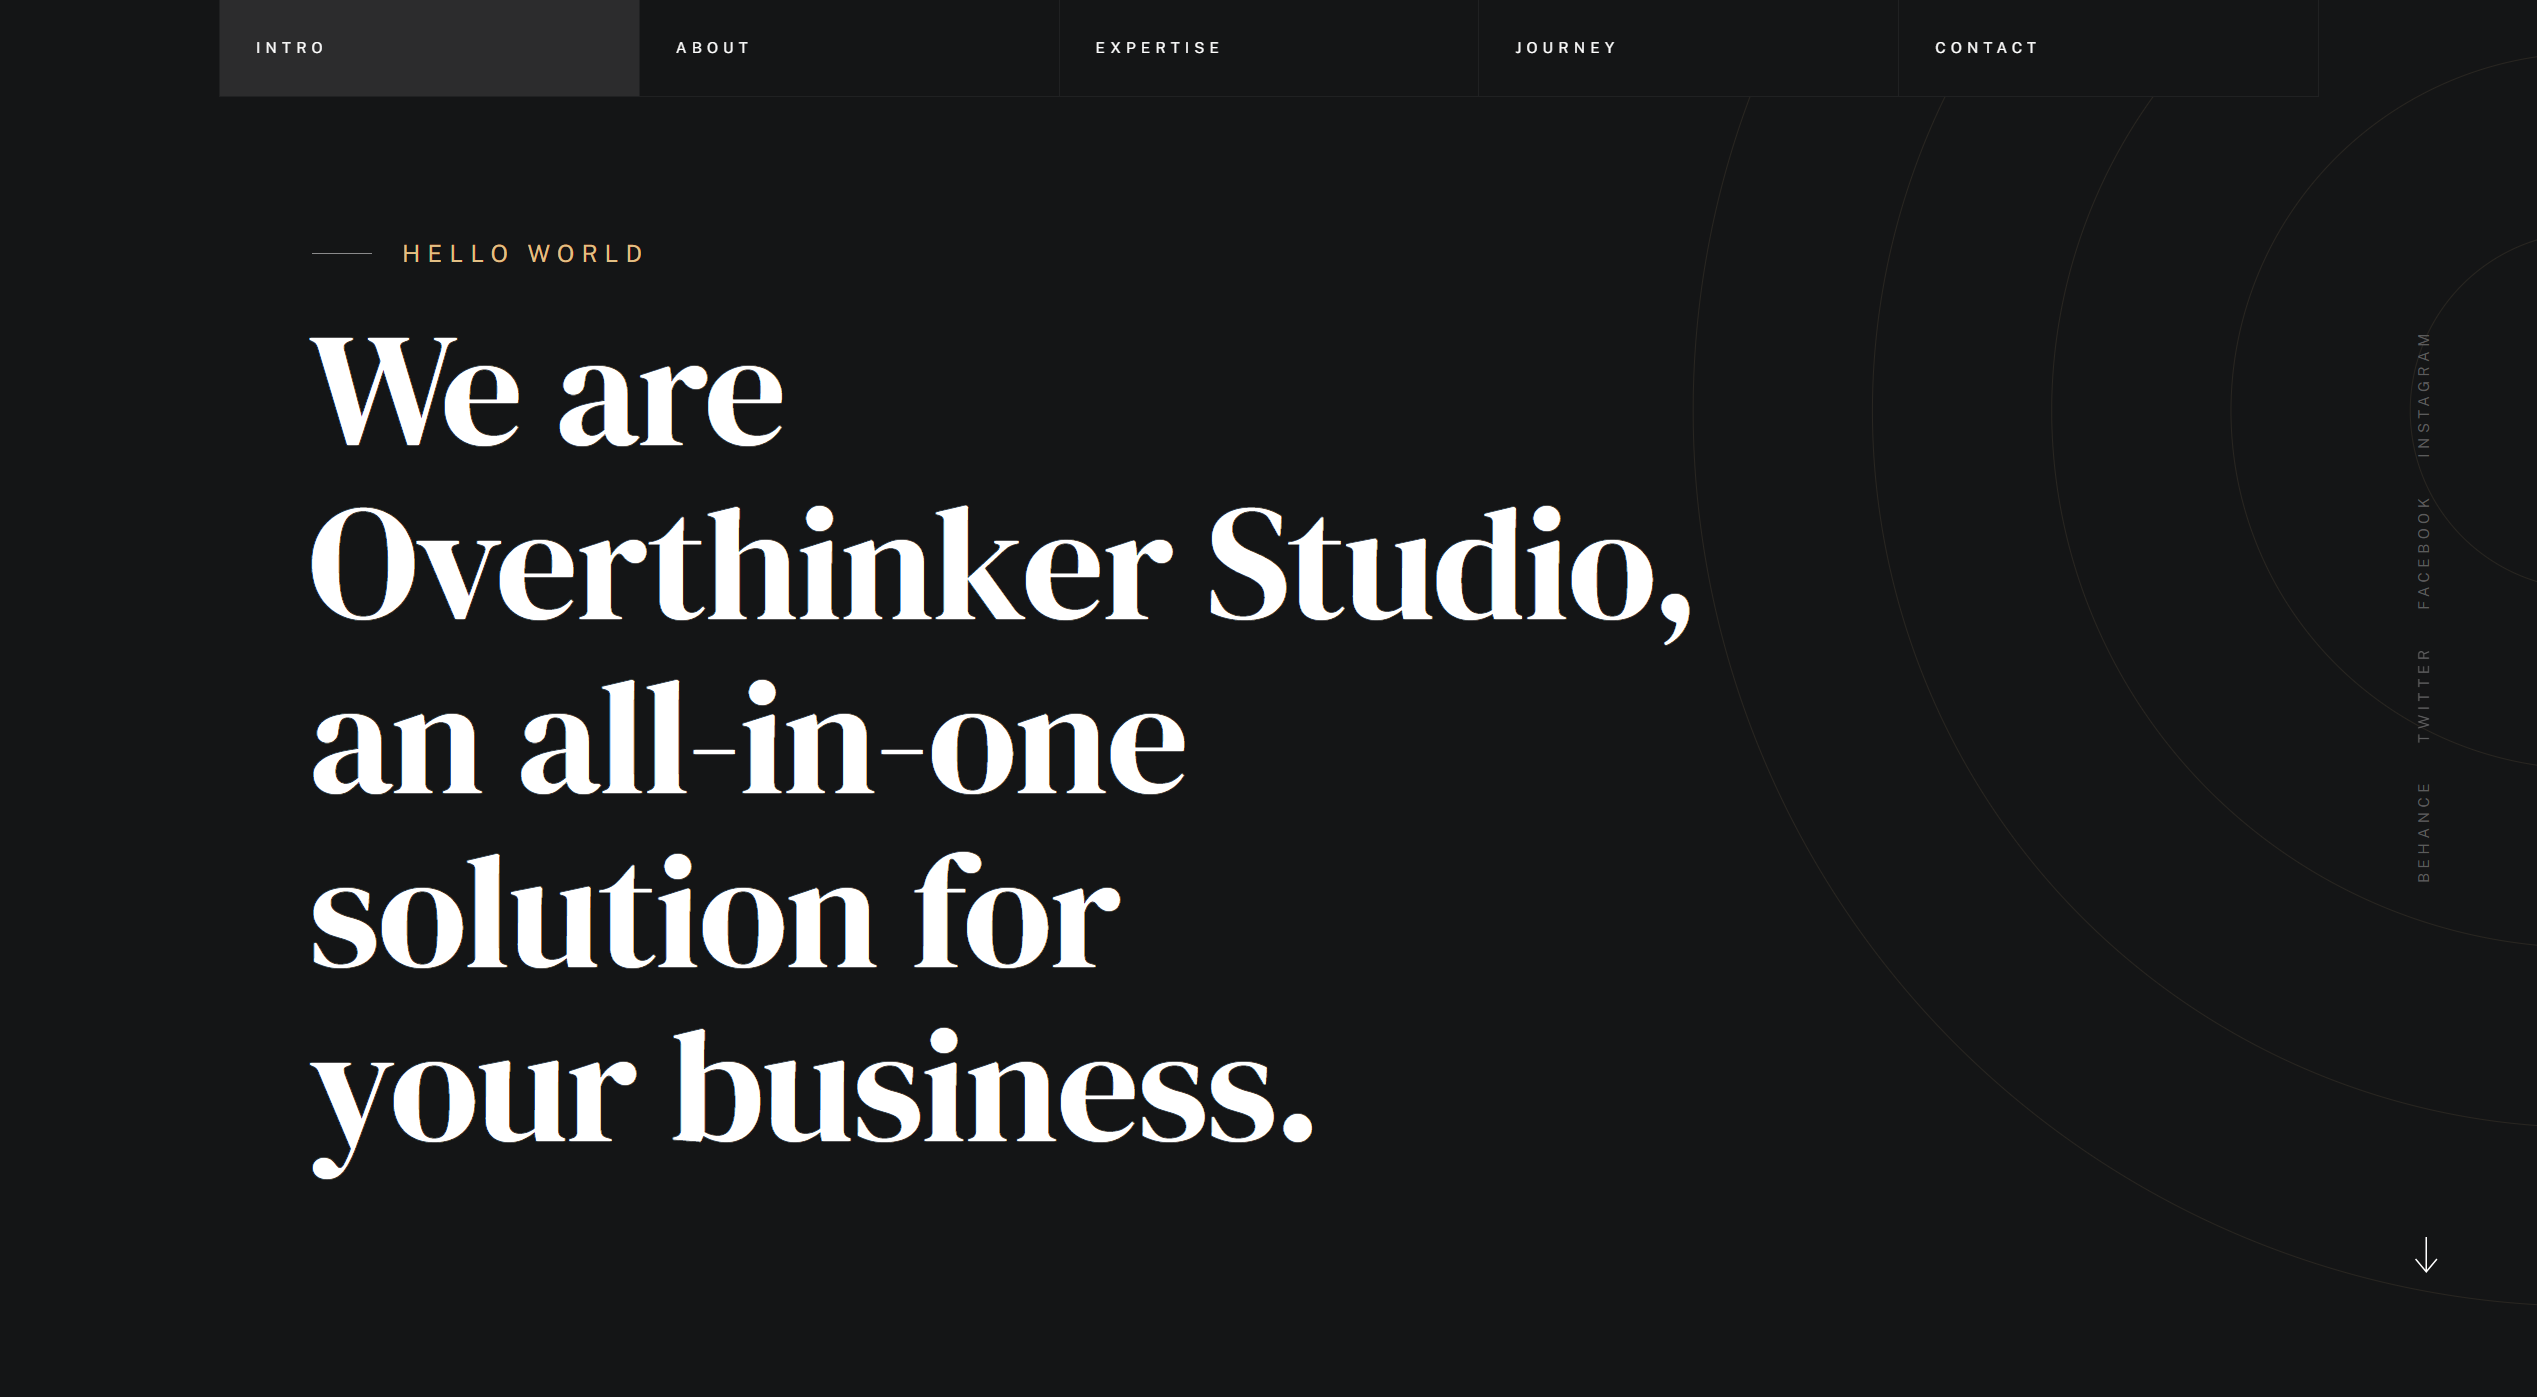 INTRO
ABOUT
EXPERTISE
JOURNEY
CONTACT
HELLO WORLD
We are
Overthinker Studio,
an all-in-one
solution for
your business.
INSTAGRAM
FACEBOOK
TWITTER
BEHANCE